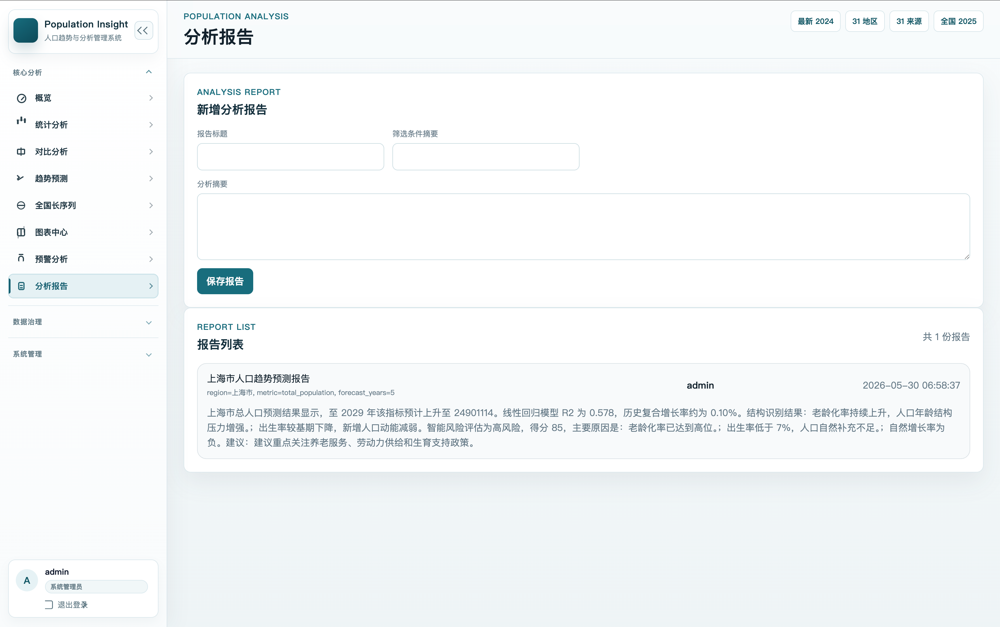 Population Insight
人口趋势与分析管理系统
核心分析
概览
统计分析
对比分析
趋势预测
全国长序列
图表中心
预警分析
分析报告
数据治理
系统管理
A
admin
系统管理员
退出登录
POPULATION ANALYSIS
分析报告
最新 2024
31 地区
31 来源
全国 2025
ANALYSIS REPORT
新增分析报告
报告标题
筛选条件摘要
分析摘要
保存报告
REPORT LIST
报告列表
共 1 份报告
上海市人口趋势预测报告
region=上海市, metric=total_population, forecast_years=5
admin
2026-05-30 06:58:37
上海市总人口预测结果显示，至 2029 年该指标预计上升至 24901114。线性回归模型 R2 为 0.578，历史复合增长率约为 0.10%。结构识别结果：老龄化率持续上升，人口年龄结构
压力增强。；出生率较基期下降，新增人口动能减弱。智能风险评估为高风险，得分 85，主要原因是：老龄化率已达到高位。；出生率低于 7%，人口自然补充不足。；自然增长率为
负。建议：建议重点关注养老服务、劳动力供给和生育支持政策。